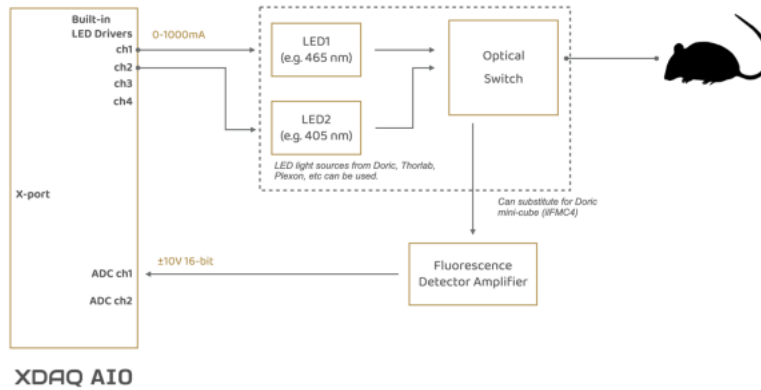 Built-in
LED Drivers
ch1
ch2
ch3
ch4
0-1000mA
LED1
(e.g. 465 nm)
LED2
(e.g. 405 nm)
Optical
Switch
LED light sources from Doric, Thorlab,
Plexon, etc can be used.
X-port
Can substitute for Doric
mini-cube (ilFMC4)
ADC ch1
ADC ch2
±10V 16-bit
Fluorescence
Detector Amplifier
XDAQ AIO